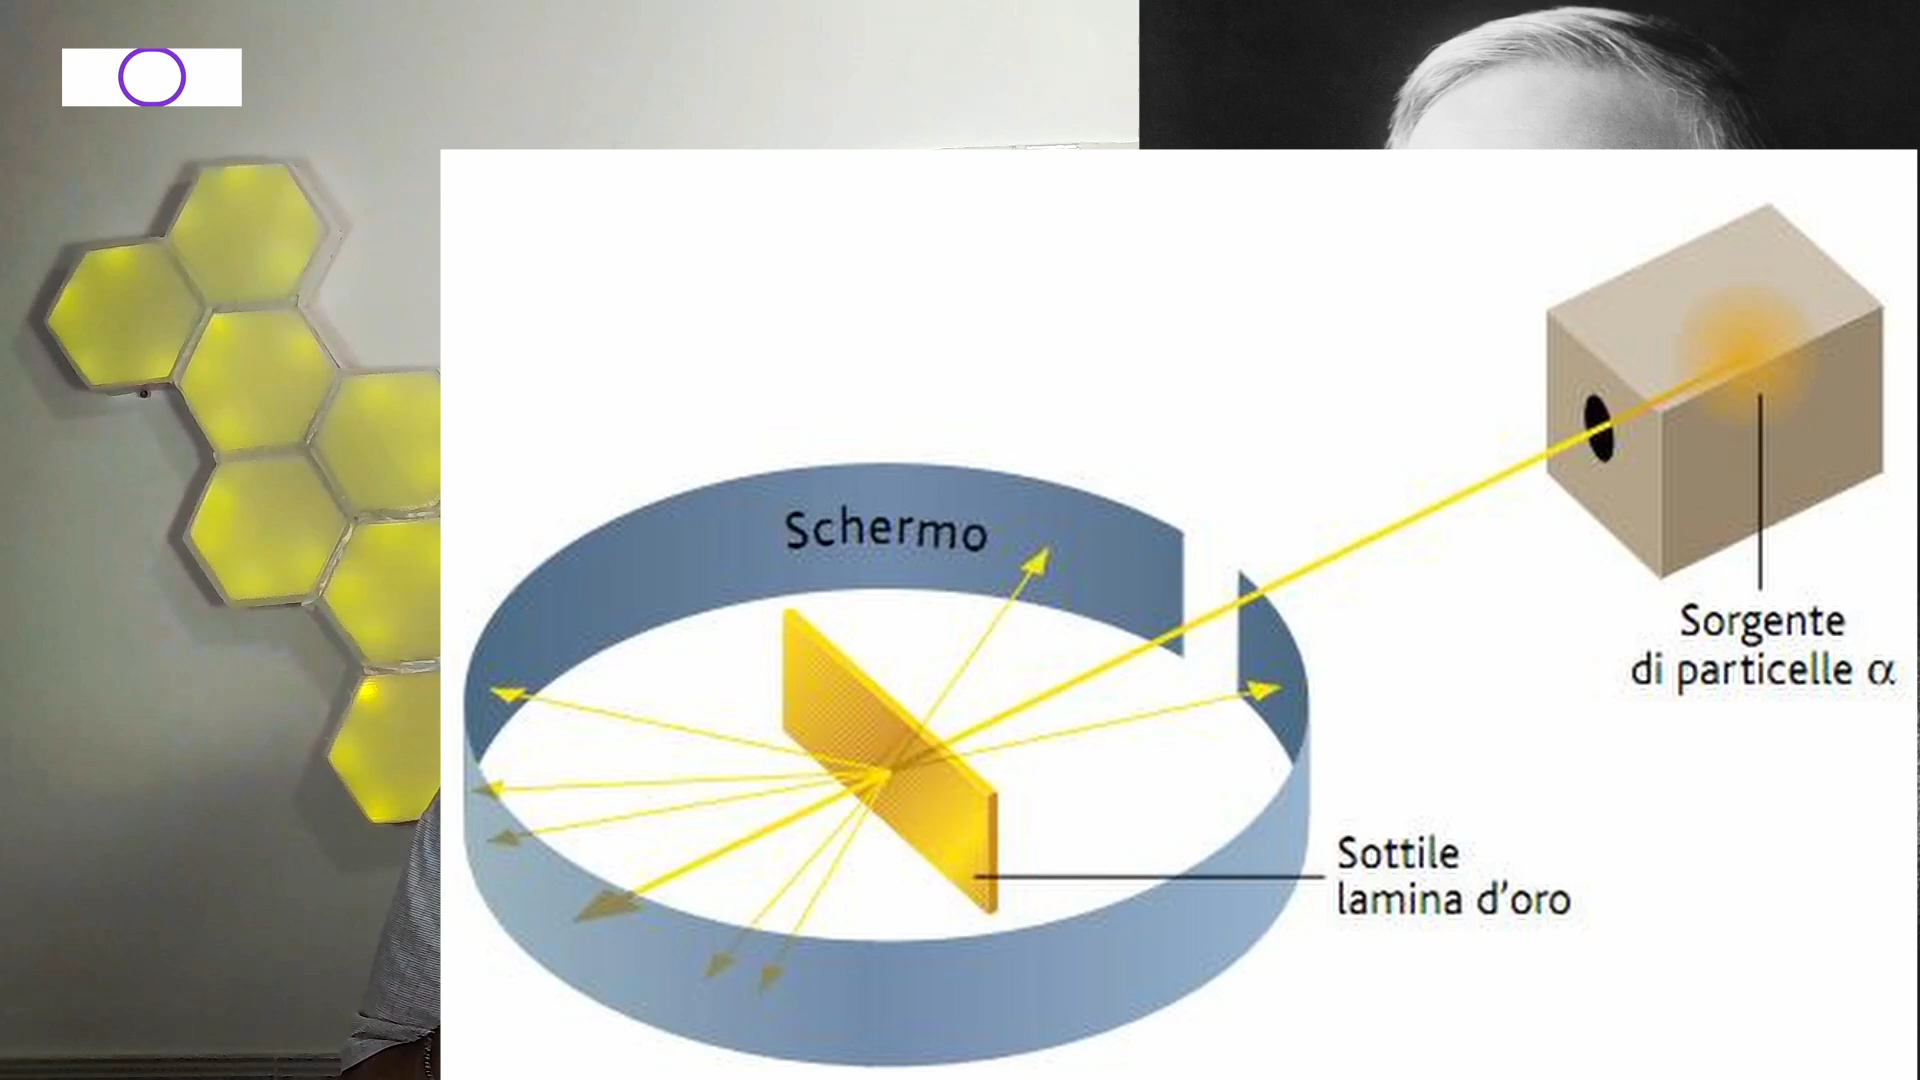 Schermo
Sorgente
di particelle α
Sottile
lamina d'oro